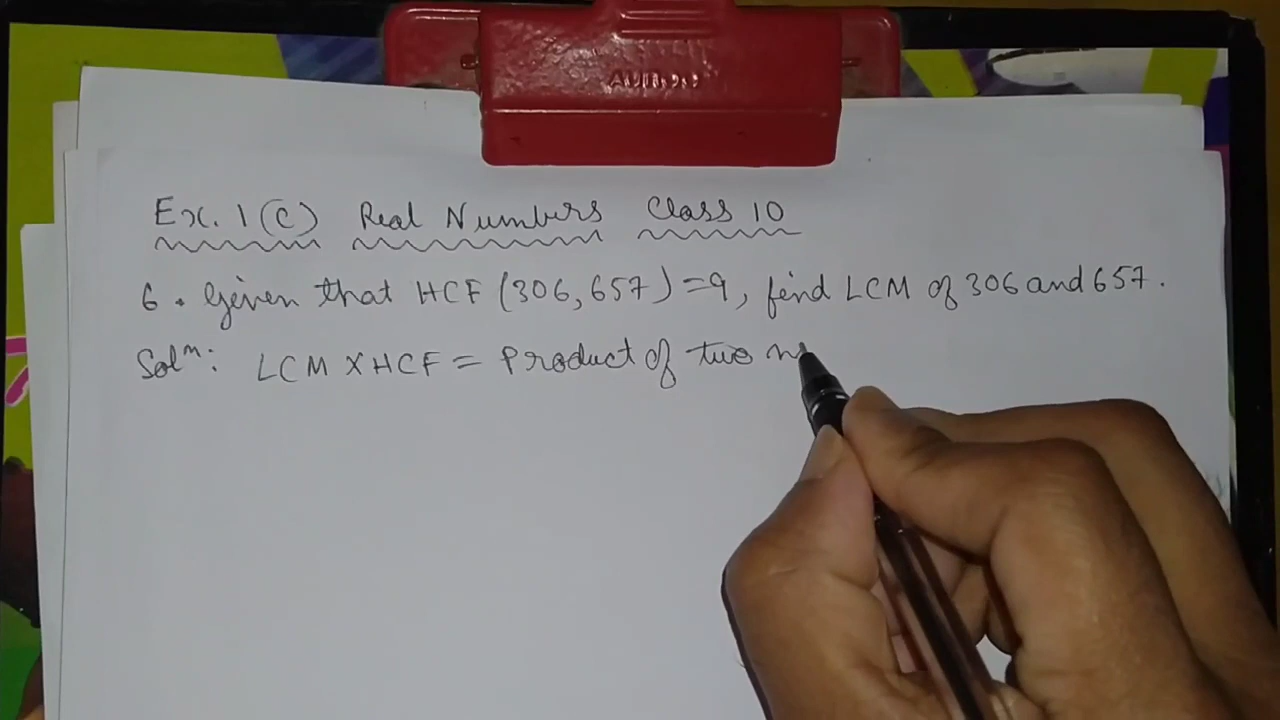 Ex. 1(C) Real Numbers Class 10
6. Given that HCF (306, 657) = 9, find LCM of 306 and 657.
Solⁿ: LCM X HCF = Product of two